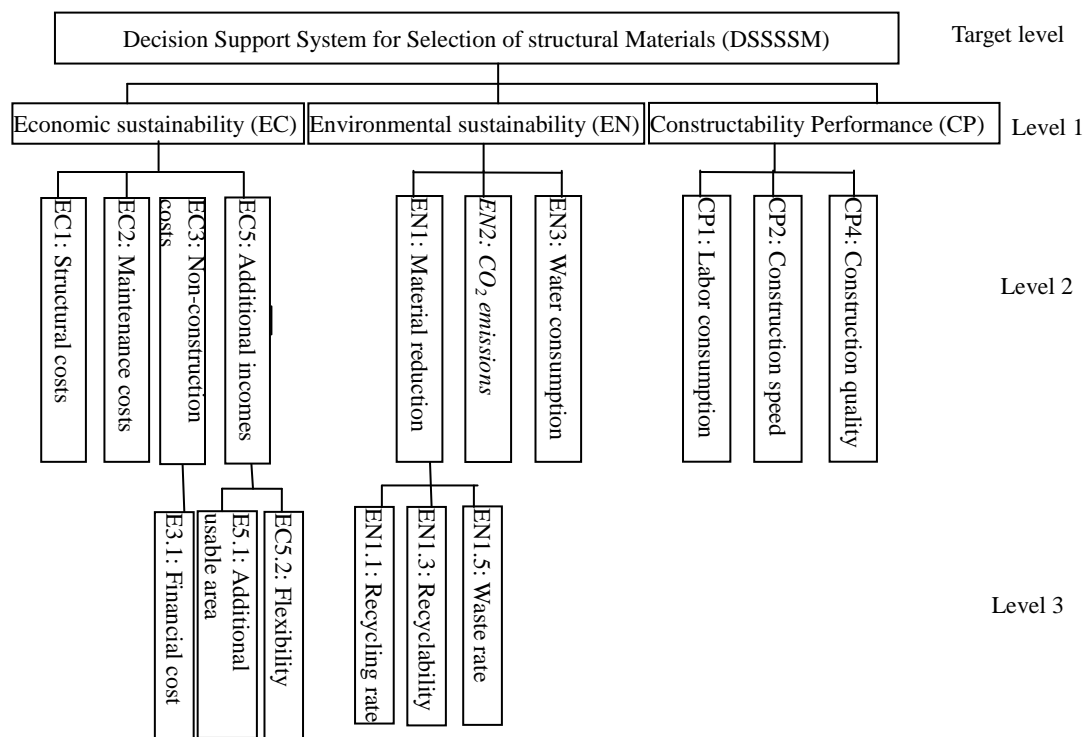 Decision Support System for Selection of structural Materials (DSSSSM)
Target level
Economic sustainability (EC)
Environmental sustainability (EN)
Constructability Performance (CP)
Level 1
EC1: Structural costs
EC2: Maintenance costs
EC3: Non-construction
costs
EC5: Additional incomes
EN1: Material reduction
EN2: CO₂ emissions
EN3: Water consumption
CP1: Labor consumption
CP2: Construction speed
CP4: Construction quality
Level 2
E3.1: Financial cost
E5.1: Additional
usable area
EC5.2: Flexibility
EN1.1: Recycling rate
EN1.3: Recyclability
EN1.5: Waste rate
Level 3